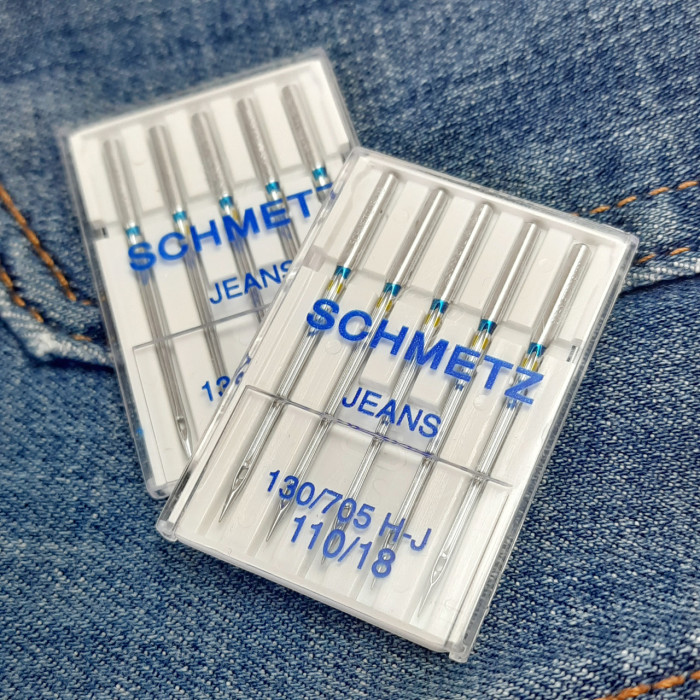 SCHMETZ
JEANS
SCHMETZ
JEANS
130/705 H-J
110/18